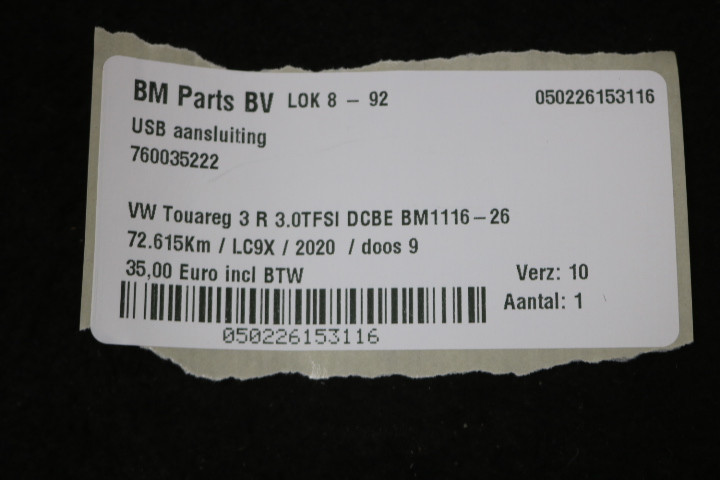 BM Parts BV LOK 8 - 92 050226153116
USB aansluiting
760035222
VW Touareg 3 R 3.0TFSI DCBE BM1116-26
72.615Km / LC9X / 2020 / doos 9
35,00 Euro incl BTW Verz: 10
Aantal: 1
050226153116